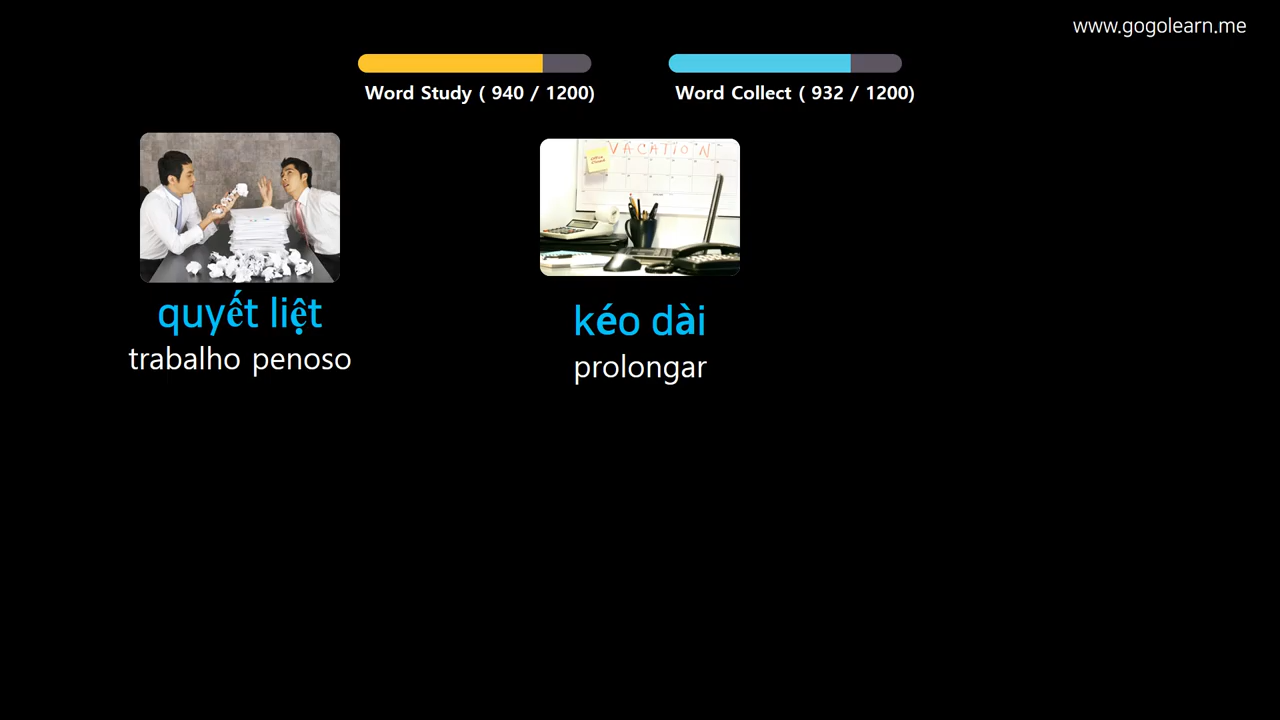 www.gogolearn.me
Word Study ( 940 / 1200)
Word Collect ( 932 / 1200)
VACATION
quyết liệt
trabalho penoso
kéo dài
prolongar